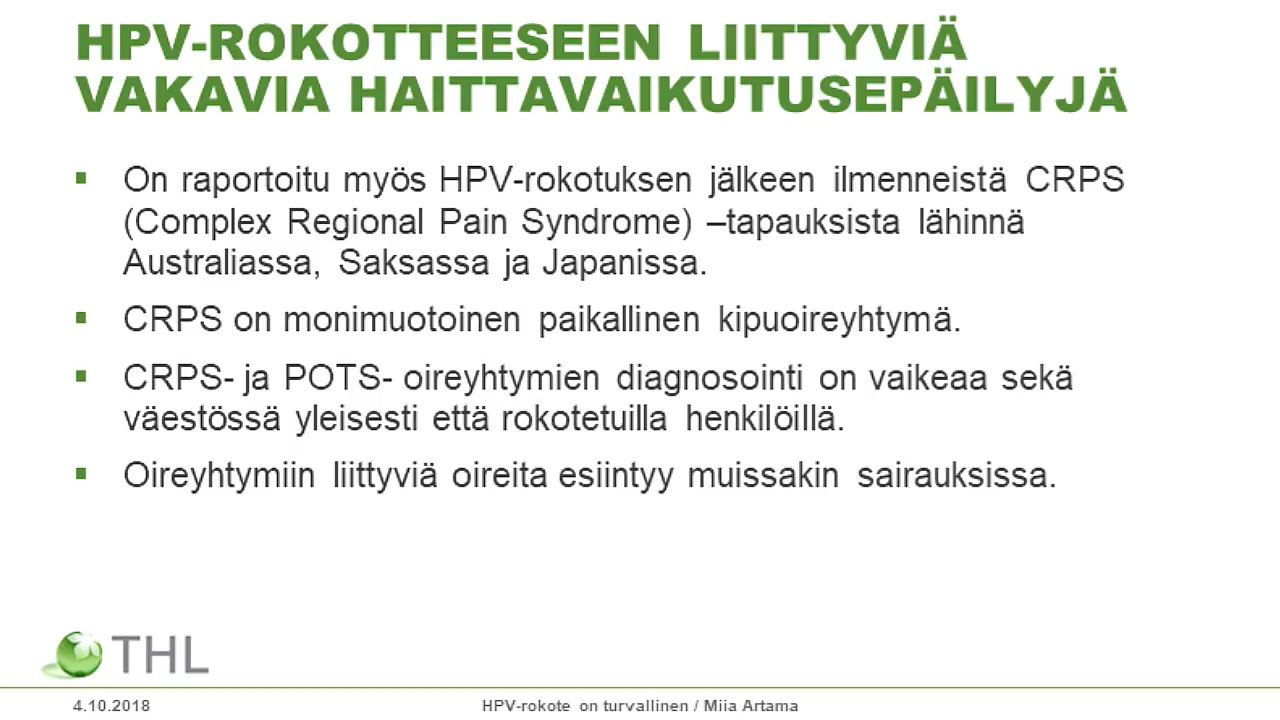 HPV-ROKOTTEESEEN LIITTYVIÄ
VAKAVIA HAITTAVAIKUTUSEPÄILYJÄ
▪ On raportoitu myös HPV-rokotuksen jälkeen ilmenneistä CRPS
(Complex Regional Pain Syndrome) –tapauksista lähinnä
Australiassa, Saksassa ja Japanissa.
▪ CRPS on monimuotoinen paikallinen kipuoireyhtymä.
▪ CRPS- ja POTS- oireyhtymien diagnosointi on vaikeaa sekä
väestössä yleisesti että rokotetuilla henkilöillä.
▪ Oireyhtymiin liittyviä oireita esiintyy muissakin sairauksissa.
THL
4.10.2018
HPV-rokote on turvallinen / Miia Artama